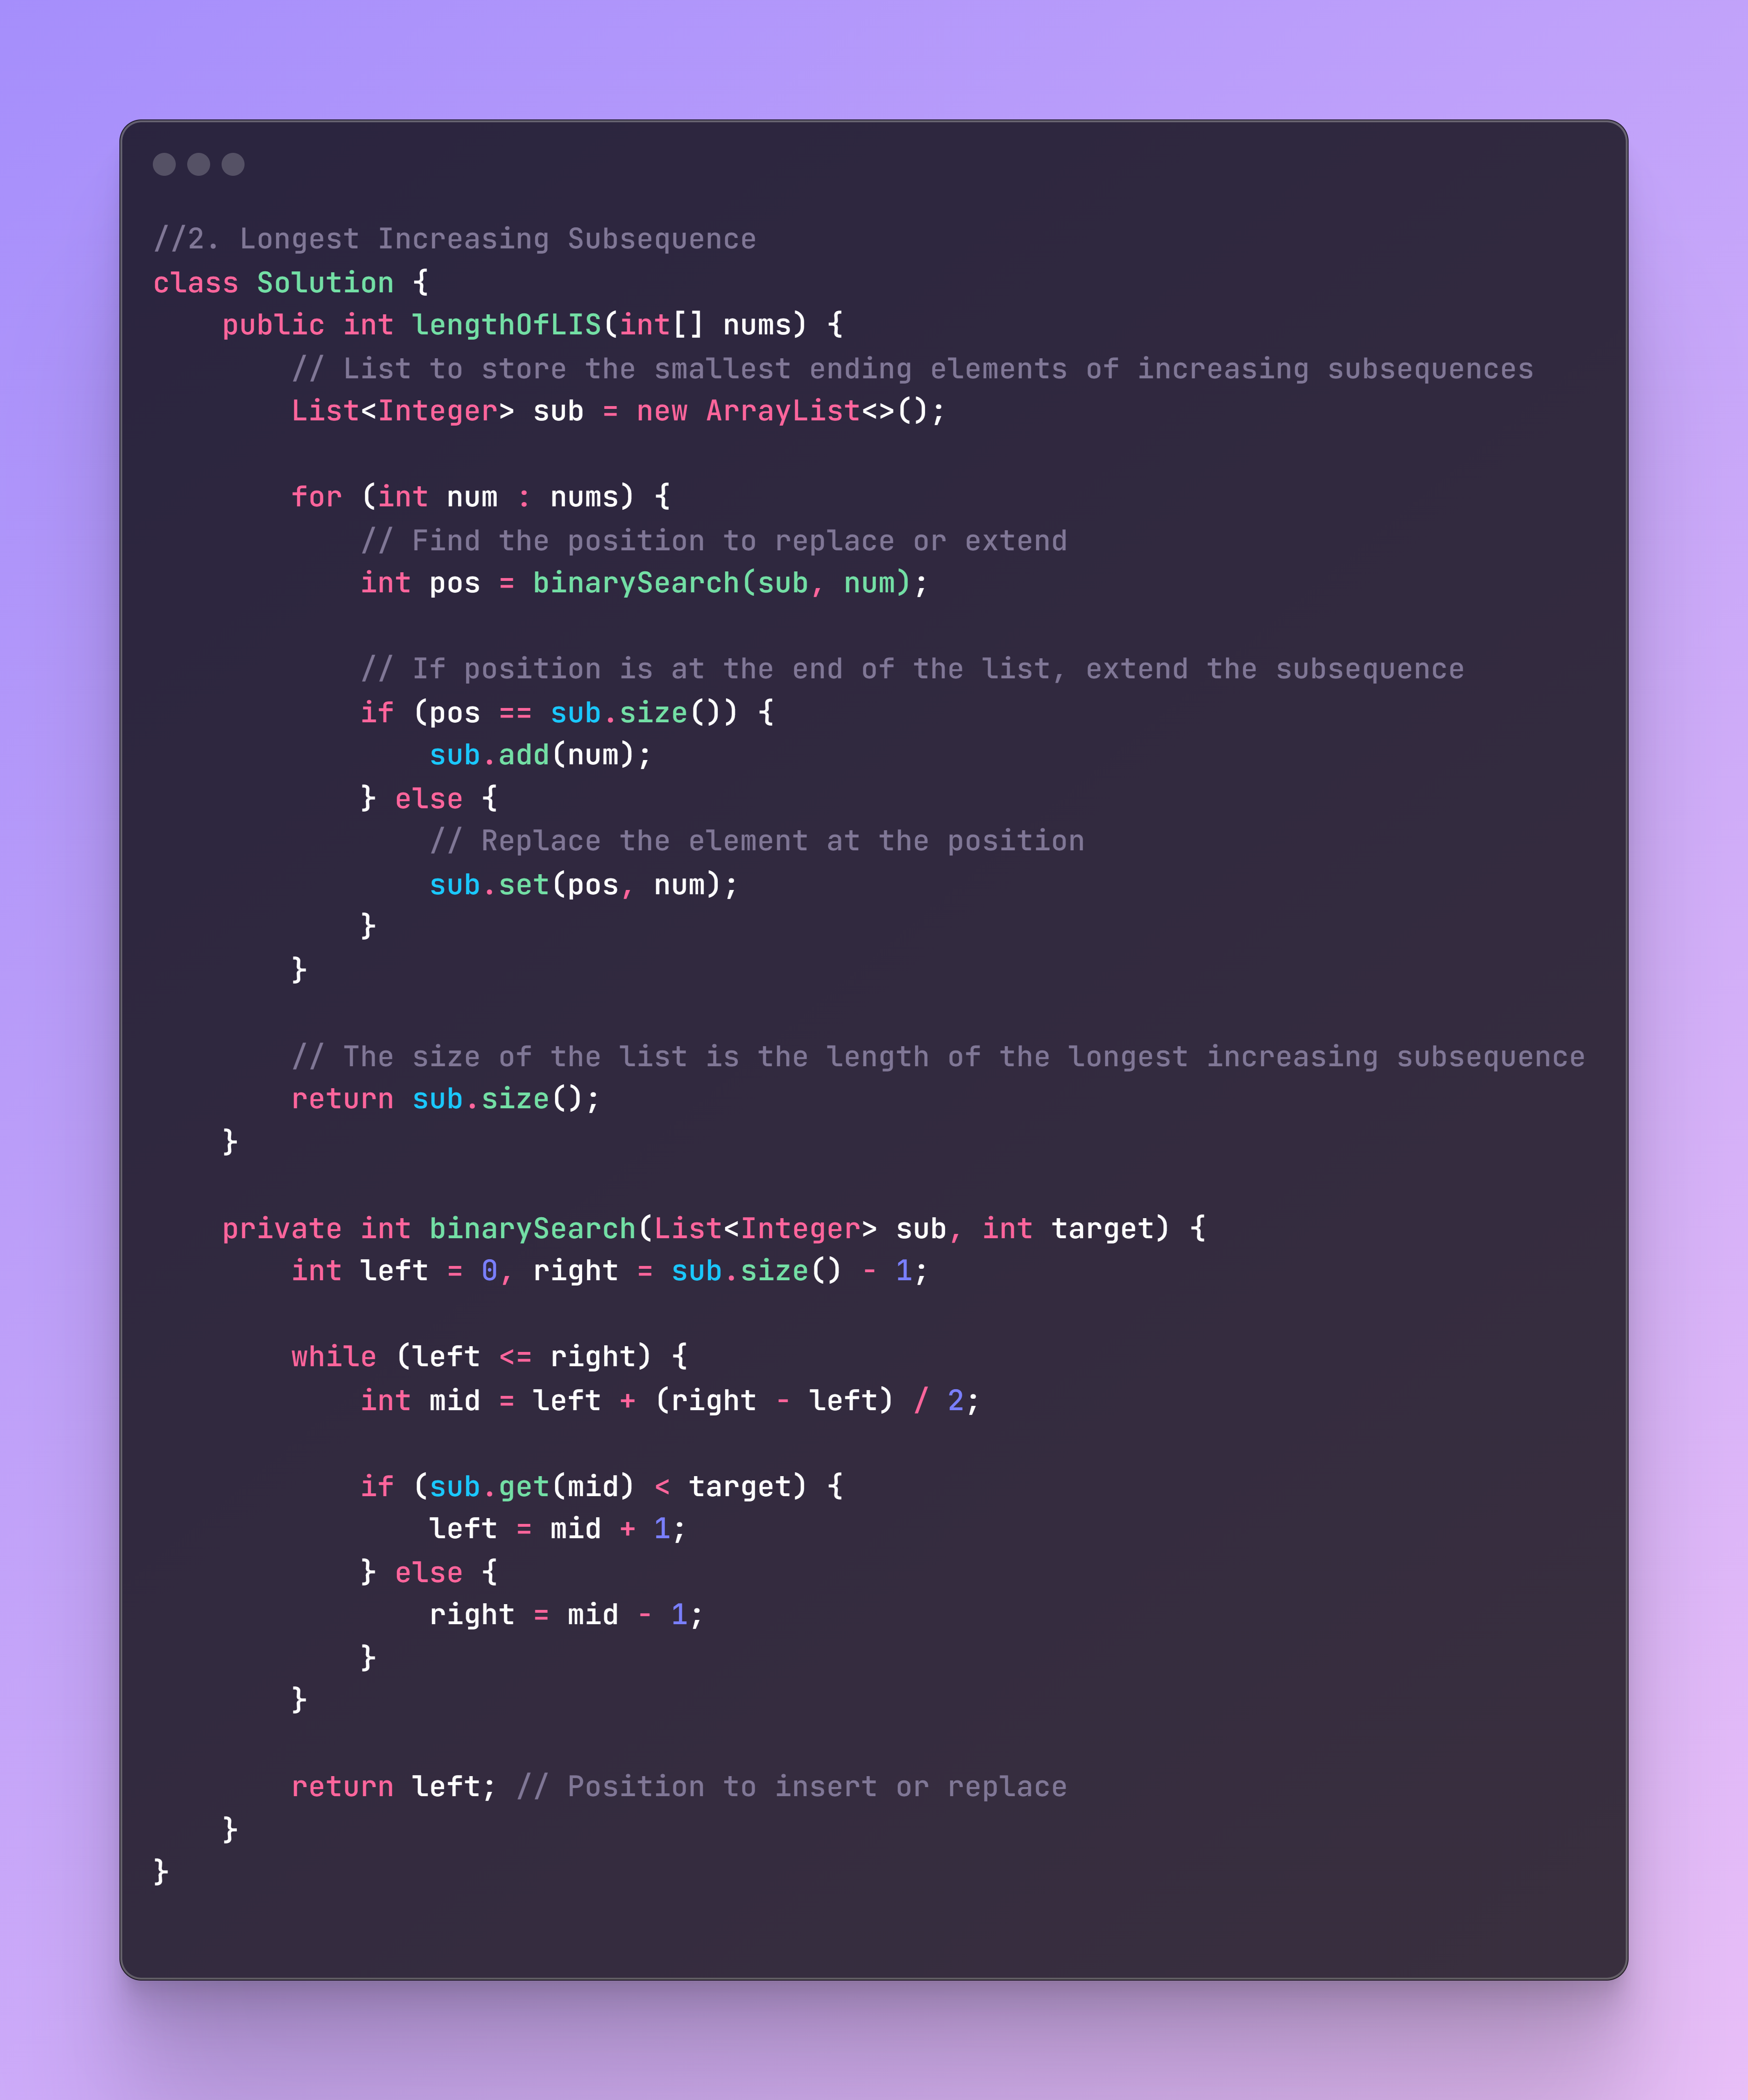 //2. Longest Increasing Subsequence
class Solution {
    public int lengthOfLIS(int[] nums) {
        // List to store the smallest ending elements of increasing subsequences
        List<Integer> sub = new ArrayList<>();

        for (int num : nums) {
            // Find the position to replace or extend
            int pos = binarySearch(sub, num);

            // If position is at the end of the list, extend the subsequence
            if (pos == sub.size()) {
                sub.add(num);
            } else {
                // Replace the element at the position
                sub.set(pos, num);
            }
        }

        // The size of the list is the length of the longest increasing subsequence
        return sub.size();
    }

    private int binarySearch(List<Integer> sub, int target) {
        int left = 0, right = sub.size() - 1;

        while (left <= right) {
            int mid = left + (right - left) / 2;

            if (sub.get(mid) < target) {
                left = mid + 1;
            } else {
                right = mid - 1;
            }
        }

        return left; // Position to insert or replace
    }
}